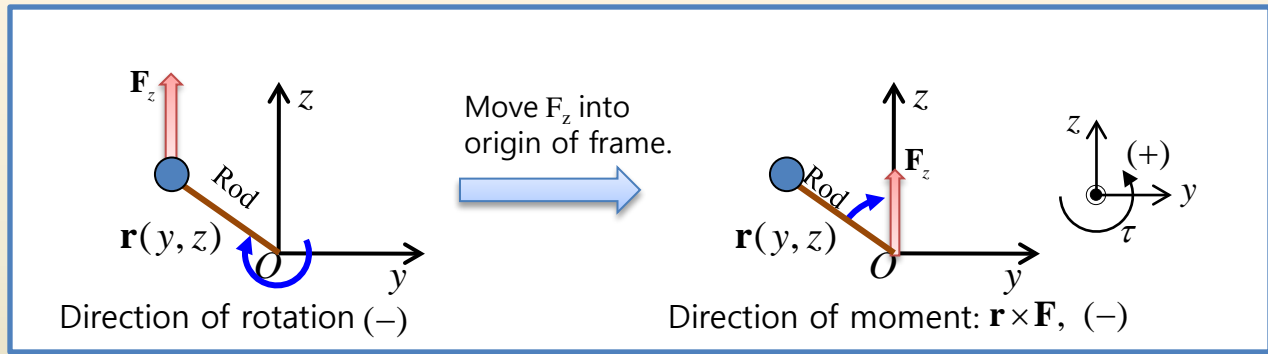 F_z
z
Rod
r(y, z)
O
y
Direction of rotation (−)
Move F_z into
origin of frame.
z
F_z
Rod
r(y, z)
O
y
Direction of moment: r × F, (−)
z
(+)
y
τ